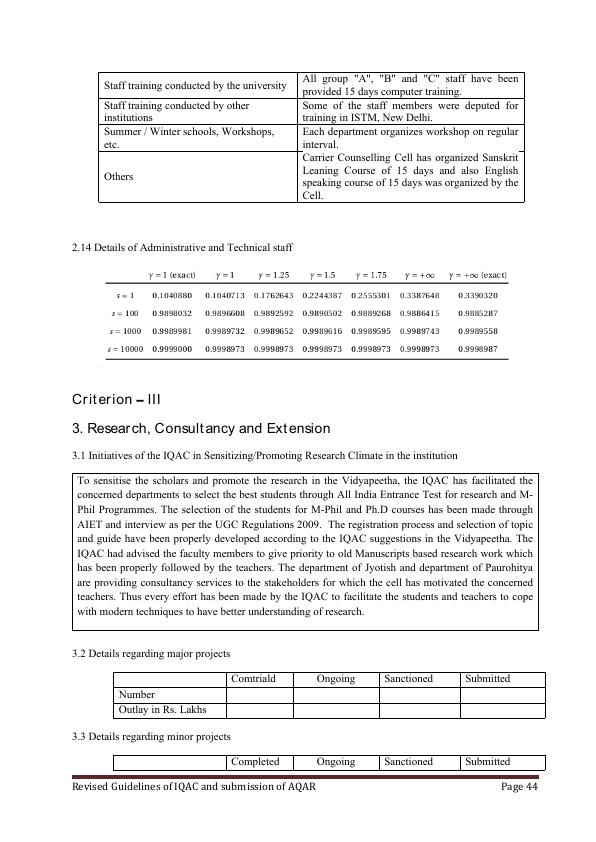 Staff training conducted by the university
All group "A", "B" and "C" staff have been
provided 15 days computer training.
Staff training conducted by other
institutions
Some of the staff members were deputed for
training in ISTM, New Delhi.
Summer / Winter schools, Workshops,
etc.
Each department organizes workshop on regular
interval.
Others
Carrier Counselling Cell has organized Sanskrit
Leaning Course of 15 days and also English
speaking course of 15 days was organized by the
Cell.
2.14 Details of Administrative and Technical staff
γ = 1 (exact) γ = 1 γ = 1.25 γ = 1.5 γ = 1.75 γ = +∞ γ = +∞ (exact)
s = 1 0.1040880 0.1040713 0.1762643 0.2244387 0.2555301 0.3387648 0.3390320
s = 100 0.9898032 0.9896608 0.9892592 0.9890502 0.9889268 0.9886415 0.9885287
s = 1000 0.9989981 0.9989732 0.9989652 0.9989616 0.9989595 0.9989743 0.9989558
s = 10000 0.9999000 0.9998973 0.9998973 0.9998973 0.9998973 0.9998973 0.9998987
Criterion – III
3. Research, Consultancy and Extension
3.1 Initiatives of the IQAC in Sensitizing/Promoting Research Climate in the institution
To sensitise the scholars and promote the research in the Vidyapeetha, the IQAC has facilitated the
concerned departments to select the best students through All India Entrance Test for research and M-
Phil Programmes. The selection of the students for M-Phil and Ph.D courses has been made through
AIET and interview as per the UGC Regulations 2009. The registration process and selection of topic
and guide have been properly developed according to the IQAC suggestions in the Vidyapeetha. The
IQAC had advised the faculty members to give priority to old Manuscripts based research work which
has been properly followed by the teachers. The department of Jyotish and department of Paurohitya
are providing consultancy services to the stakeholders for which the cell has motivated the concerned
teachers. Thus every effort has been made by the IQAC to facilitate the students and teachers to cope
with modern techniques to have better understanding of research.
3.2 Details regarding major projects
Comtriald Ongoing Sanctioned Submitted
Number
Outlay in Rs. Lakhs
3.3 Details regarding minor projects
Completed Ongoing Sanctioned Submitted
Revised Guidelines of IQAC and submission of AQAR Page 44